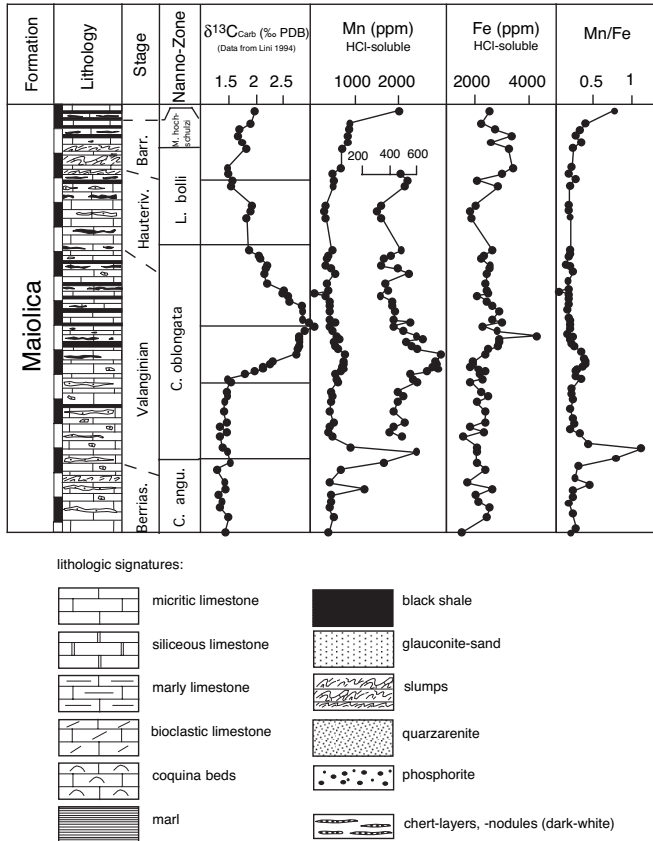 Formation
Lithology
Stage
Nanno-Zone
δ13CCarb (‰ PDB)
(Data from Lini 1994)
1.5 2 2.5
Mn (ppm)
HCl-soluble
1000 2000
Fe (ppm)
HCl-soluble
2000 4000
Mn/Fe
0.5 1
Maiolica
Barr.
Hauteriv.
Valanginian
Berrias.
M. hoch-
schulzi
L. bolli
C. oblongata
C. angu.
200 400 600
lithologic signatures:
micritic limestone
siliceous limestone
marly limestone
bioclastic limestone
coquina beds
marl
black shale
glauconite-sand
slumps
quarzarenite
phosphorite
chert-layers, -nodules (dark-white)